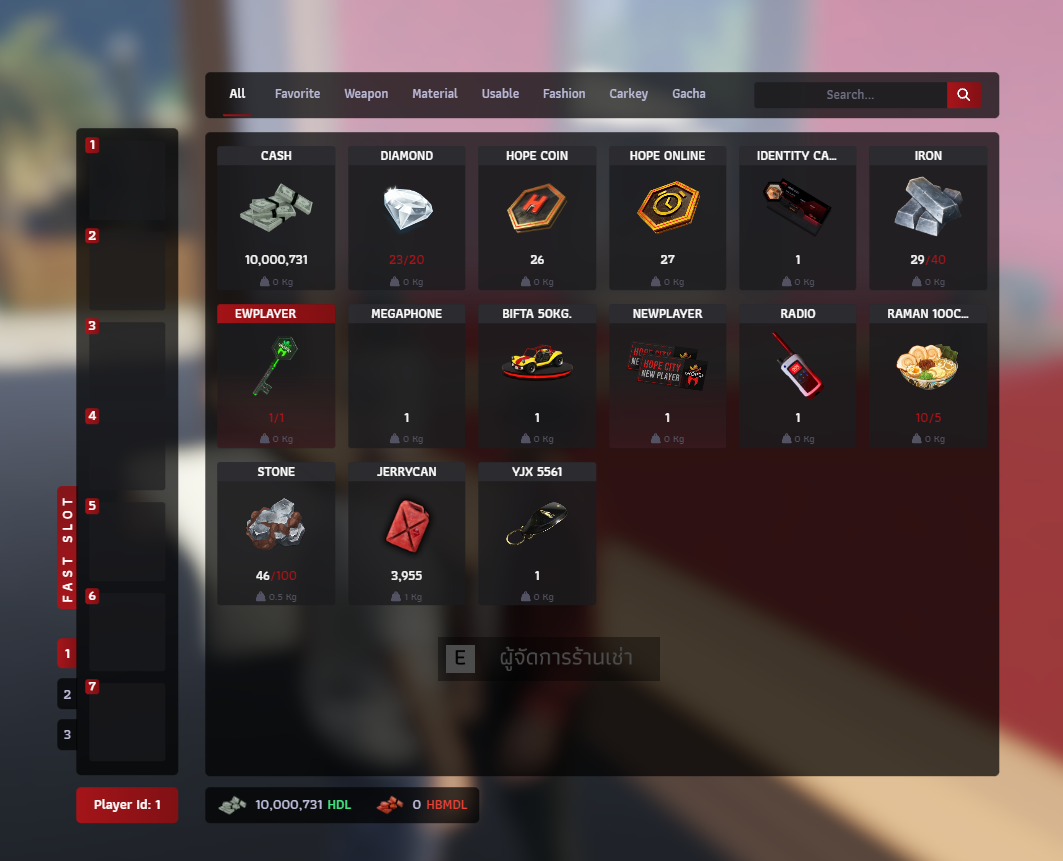 All Favorite Weapon Material Usable Fashion Carkey Gacha Search...
1
2
3
4
5
6
7
FAST SLOT
1
2
3
CASH DIAMOND HOPE COIN HOPE ONLINE IDENTITY CA... IRON
H
10,000,731 23/20 26 27 1 29/40
0 Kg 0 Kg 0 Kg 0 Kg 0 Kg 0 Kg
EWPLAYER MEGAPHONE BIFTA 50KG. NEWPLAYER RADIO RAMAN 100C...
HOPE CITY
NEW PLAYER
1/1 1 1 1 1 10/5
0 Kg 0 Kg 0 Kg 0 Kg 0 Kg 0 Kg
STONE JERRYCAN YJX 5561
46/100 3,955 1
0.5 Kg 1 Kg 0 Kg
E ผู้จัดการร้านเช่า
Player Id: 1
10,000,731 HDL 0 HBMDL